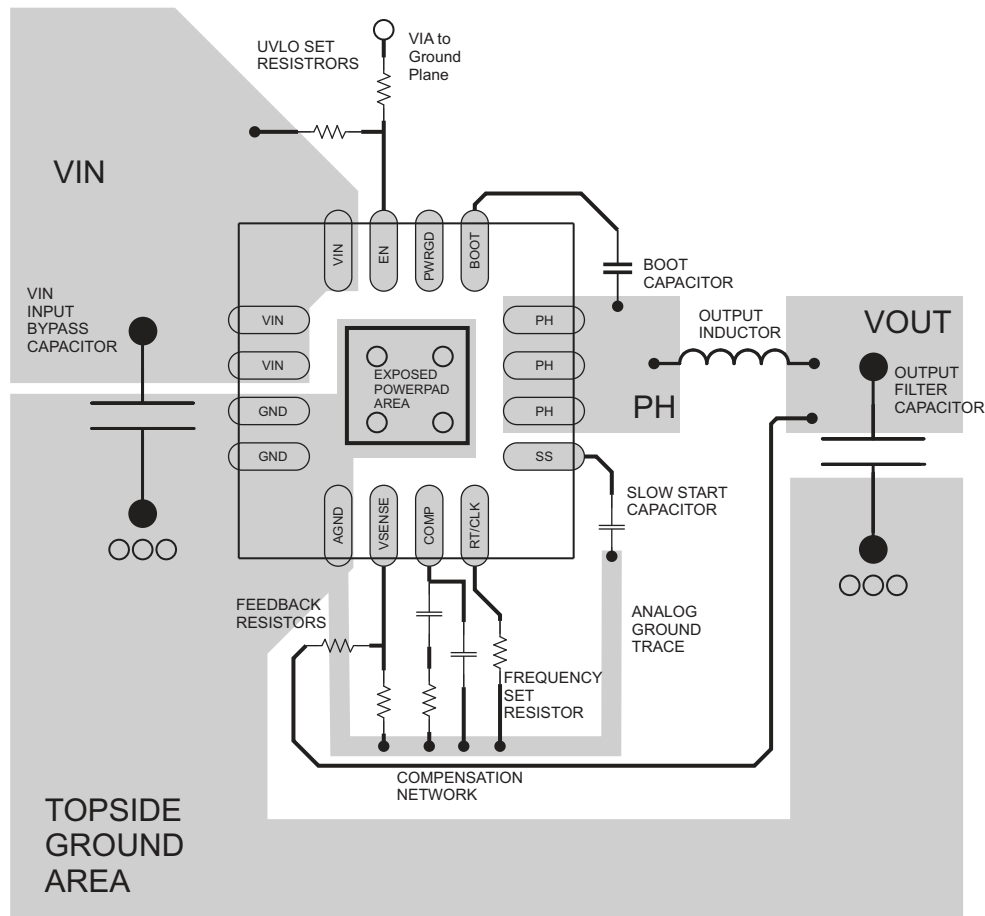 UVLO SET
RESISTRORS
VIA to
Ground
Plane
VIN
VIN
EN
PWRGD
BOOT
BOOT
CAPACITOR
VIN
INPUT
BYPASS
CAPACITOR
VIN
VIN
GND
GND
EXPOSED
POWERPAD
AREA
PH
PH
PH
SS
OUTPUT
INDUCTOR
PH
VOUT
OUTPUT
FILTER
CAPACITOR
AGND
VSENSE
COMP
RT/CLK
SLOW START
CAPACITOR
FEEDBACK
RESISTORS
ANALOG
GROUND
TRACE
FREQUENCY
SET
RESISTOR
COMPENSATION
NETWORK
TOPSIDE
GROUND
AREA